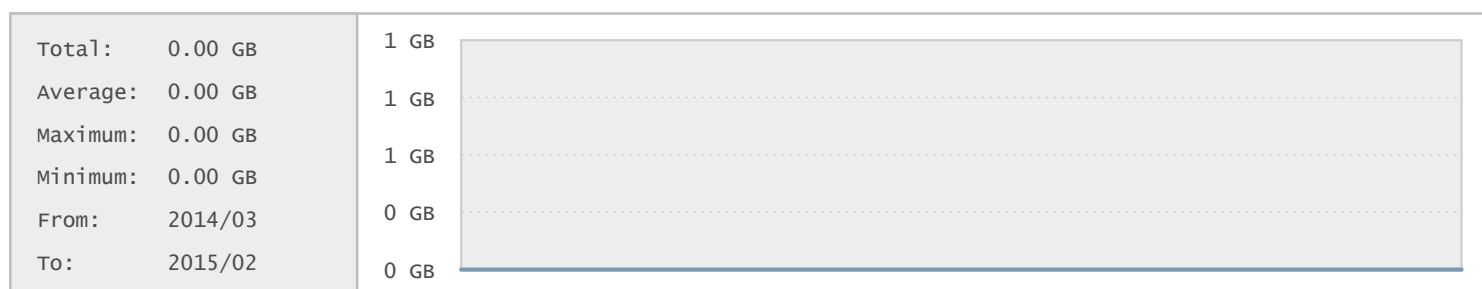 Total: 0.00 GB
Average: 0.00 GB
Maximum: 0.00 GB
Minimum: 0.00 GB
From: 2014/03
To: 2015/02
1 GB
1 GB
1 GB
0 GB
0 GB